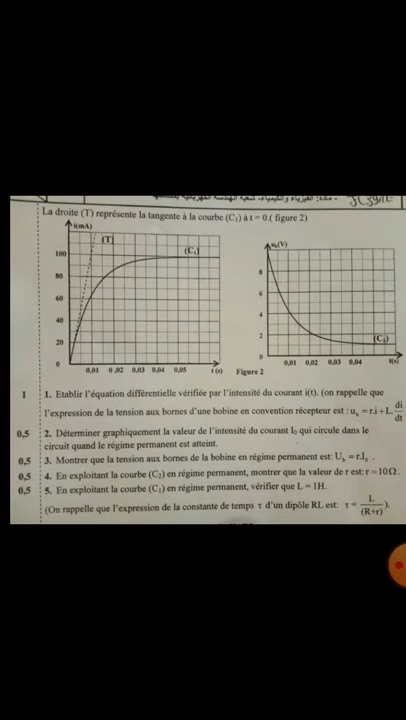 مادة: الفيزياء والكيمياء، شعبة الهندسة
La droite (T) représente la tangente à la courbe (C₁) à t = 0.( figure 2)
i(mA)
(T)
(C₁)
100
80
60
40
20
0
0,01 0,02 0,03 0,04 0,05 t (s)
u_b(V)
8
6
4
2
0
(C₂)
0,01 0,02 0,03 0,04 t(s)
Figure 2
1 1. Etablir l'équation différentielle vérifiée par l'intensité du courant i(t). (on rappelle que
l'expression de la tension aux bornes d'une bobine en convention récepteur est : u_b = r.i + L. di/dt
0,5 2. Déterminer graphiquement la valeur de l'intensité du courant I₀ qui circule dans le
circuit quand le régime permanent est atteint.
0,5 3. Montrer que la tension aux bornes de la bobine en régime permanent est: U_b = r.I₀ .
0,5 4. En exploitant la courbe (C₂) en régime permanent, montrer que la valeur de r est: r = 10Ω.
0,5 5. En exploitant la courbe (C₁) en régime permanent, vérifier que L = 1H.
(On rappelle que l'expression de la constante de temps τ d'un dipôle RL est: τ = L/(R+r) ).